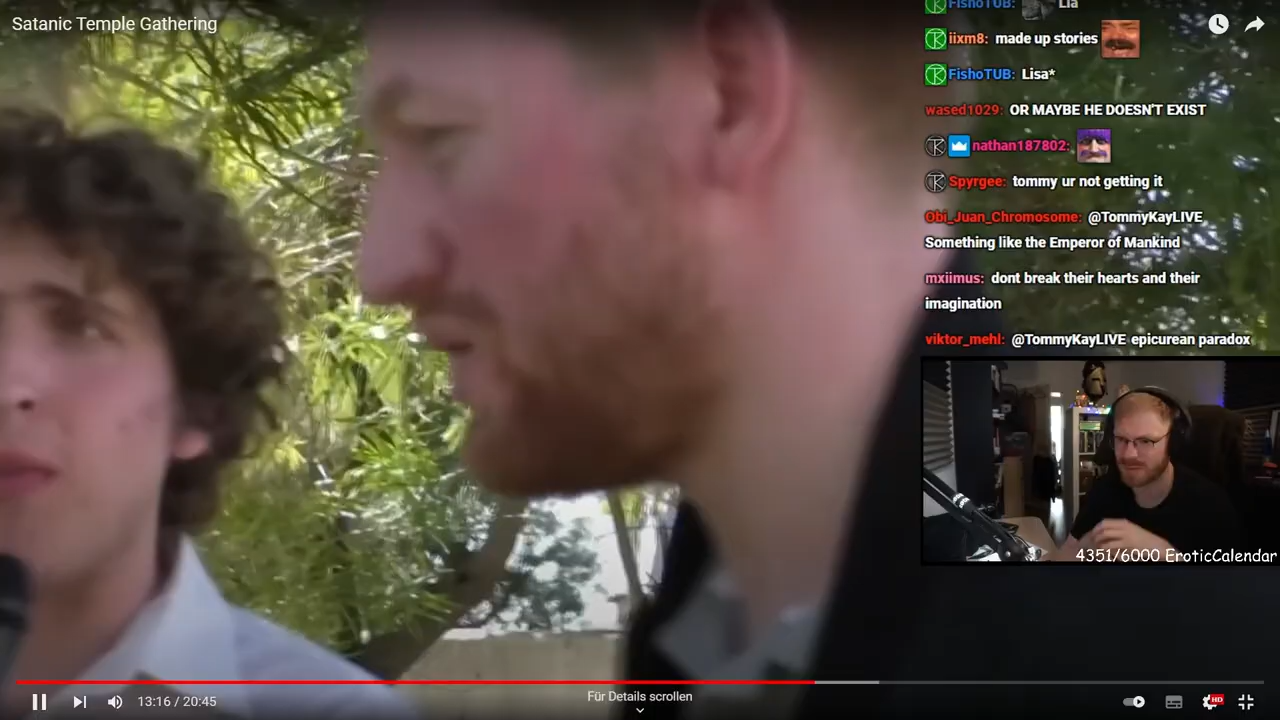 Satanic Temple Gathering
FishoTUB: Lia
iixm8: made up stories
FishoTUB: Lisa*
wased1029: OR MAYBE HE DOESN'T EXIST
nathan187802:
Spyrgee: tommy ur not getting it
Obi_Juan_Chromosome: @TommyKayLIVE
Something like the Emperor of Mankind
mxiimus: dont break their hearts and their
imagination
viktor_mehl: @TommyKayLIVE epicurean paradox
4351/6000 EroticCalendar
13:16 / 20:45
Für Details scrollen
HD